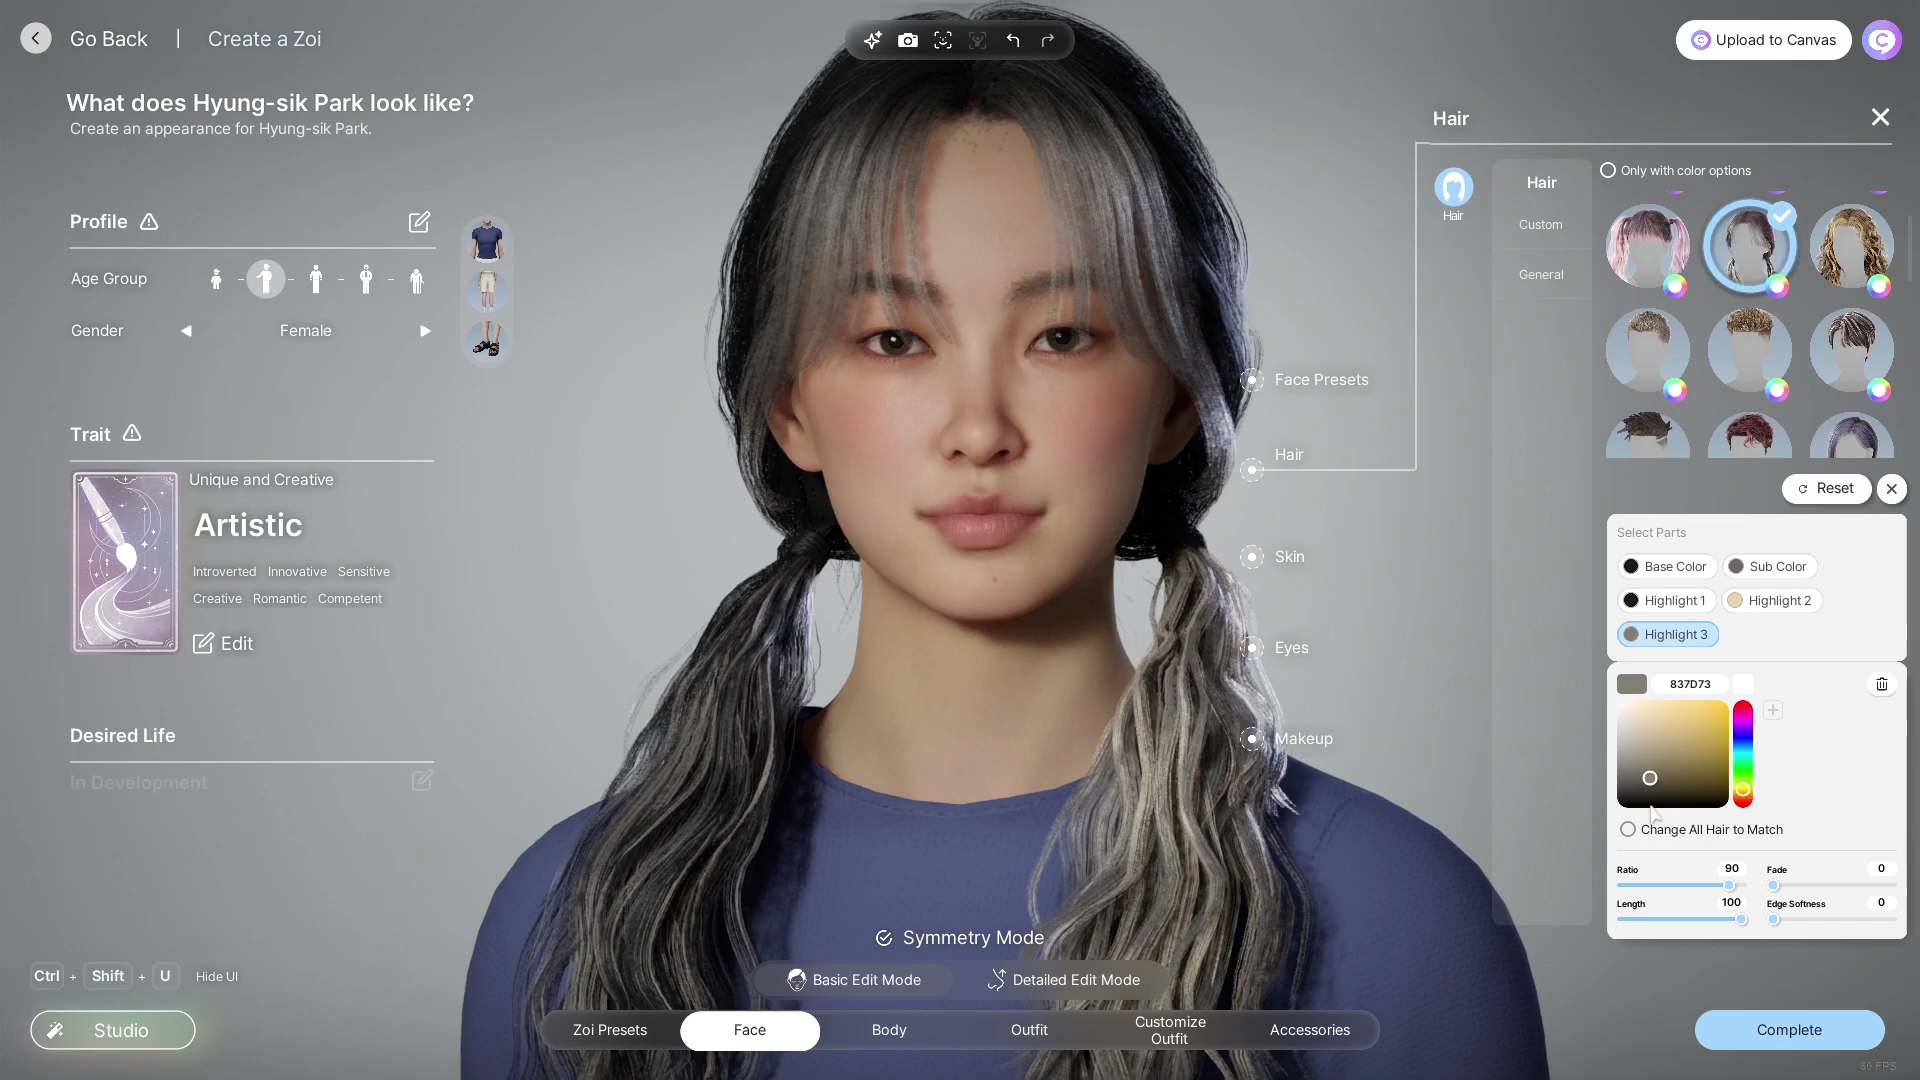 Go Back | Create a Zoi
Upload to Canvas
What does Hyung-sik Park look like?
Create an appearance for Hyung-sik Park.
Profile
Age Group
Gender
Female
Trait
Unique and Creative
Artistic
Introverted Innovative Sensitive
Creative Romantic Competent
Edit
Desired Life
In Development
Ctrl + Shift + U Hide UI
Studio
Face Presets
Hair
Skin
Eyes
Makeup
Symmetry Mode
Basic Edit Mode
Detailed Edit Mode
Zoi Presets
Face
Body
Outfit
Customize
Outfit
Accessories
Hair
Hair
Hair
Custom
General
Only with color options
Reset
Select Parts
Base Color
Sub Color
Highlight 1
Highlight 2
Highlight 3
837D73
Change All Hair to Match
Ratio 90
Fade 0
Length 100
Edge Softness 0
Complete
60 FPS